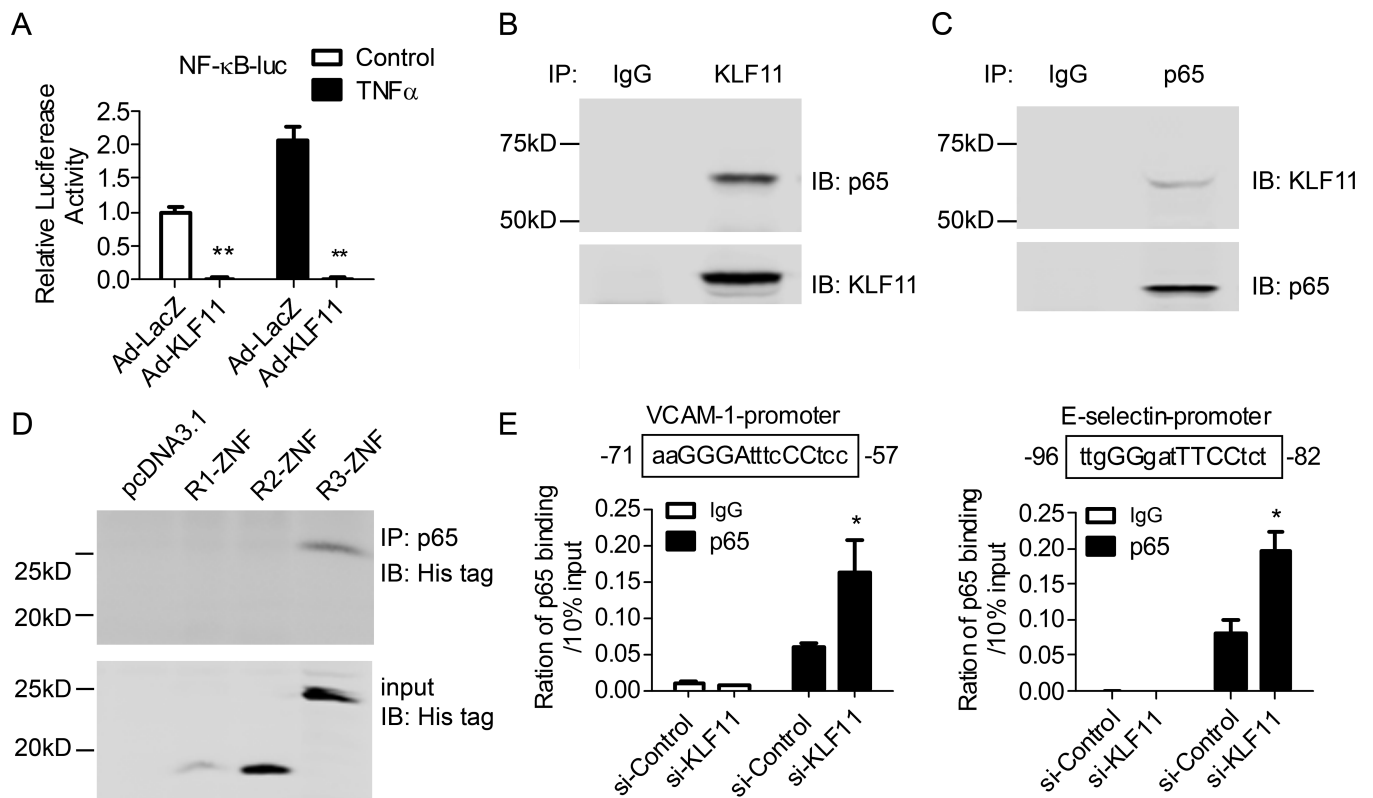 A
NF-κB-luc
Control
TNFα
Relative Luciferease
Activity
2.5
2.0
1.5
1.0
0.5
0.0
**
**
Ad-LacZ
Ad-KLF11
Ad-LacZ
Ad-KLF11
B
IP: IgG KLF11
75kD
50kD
IB: p65
IB: KLF11
C
IP: IgG p65
75kD
50kD
IB: KLF11
IB: p65
D
pcDNA3.1
R1-ZNF
R2-ZNF
R3-ZNF
25kD
20kD
IP: p65
IB: His tag
25kD
20kD
input
IB: His tag
E
VCAM-1-promoter
-71 aaGGGAtttcCCtcc -57
Ration of p65 binding
/10% input
0.25
0.20
0.15
0.10
0.05
0.00
IgG
p65
*
si-Control
si-KLF11
si-Control
si-KLF11
E-selectin-promoter
-96 ttgGGgatTTCCtct -82
Ration of p65 binding
/10% input
0.25
0.20
0.15
0.10
0.05
0.00
IgG
p65
*
si-Control
si-KLF11
si-Control
si-KLF11